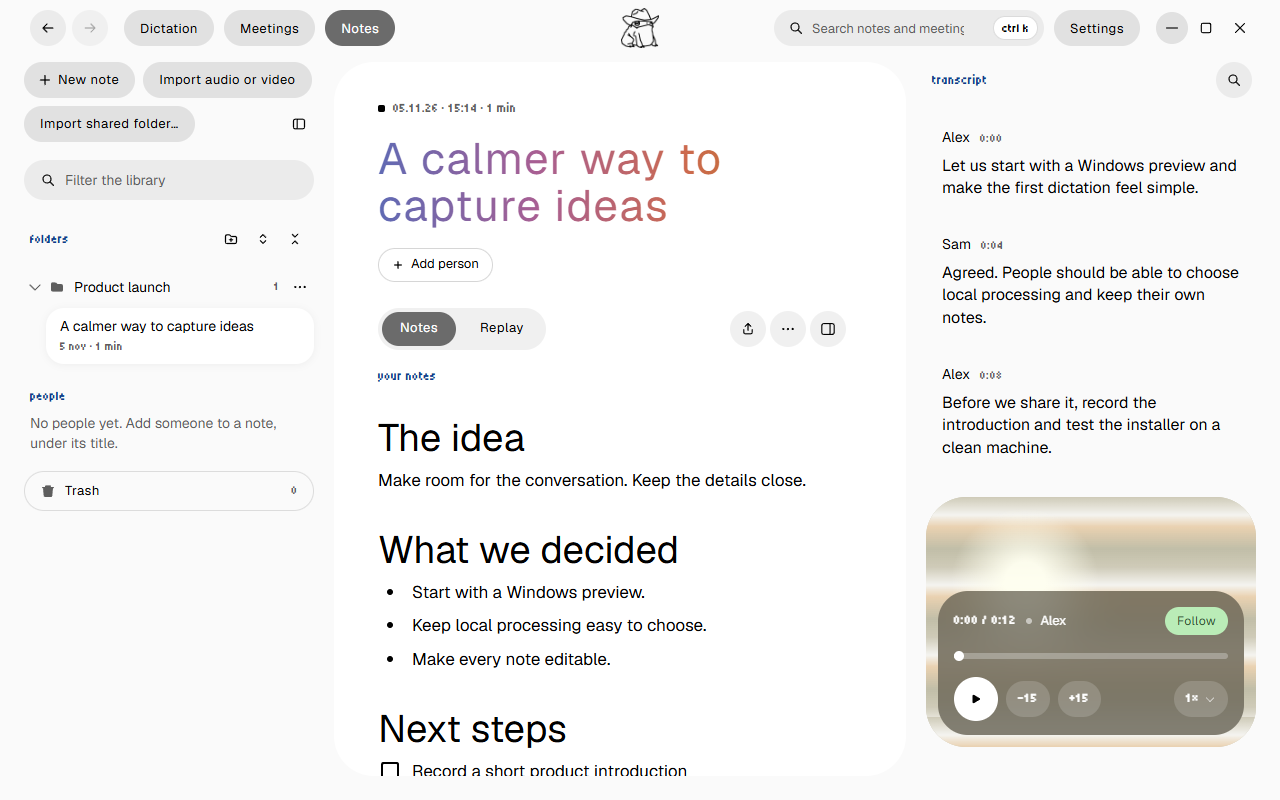 Dictation
Meetings
Notes
Search notes and meeting
ctrl k
Settings
+ New note
Import audio or video
Import shared folder…
Filter the library
folders
Product launch
1
A calmer way to capture ideas
5 nov · 1 min
people
No people yet. Add someone to a note,
under its title.
Trash
0
05.11.26 · 15:14 · 1 min
A calmer way to
capture ideas
+ Add person
Notes
Replay
your notes
The idea
Make room for the conversation. Keep the details close.
What we decided
• Start with a Windows preview.
• Keep local processing easy to choose.
• Make every note editable.
Next steps
Record a short product introduction
transcript
Alex 0:00
Let us start with a Windows preview and
make the first dictation feel simple.
Sam 0:04
Agreed. People should be able to choose
local processing and keep their own
notes.
Alex 0:08
Before we share it, record the
introduction and test the installer on a
clean machine.
0:00 / 0:12 • Alex
Follow
-15
+15
1×